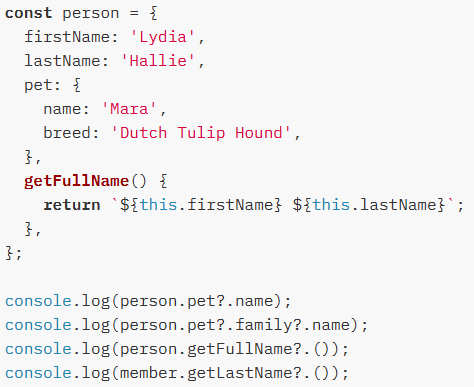 const person = {
  firstName: 'Lydia',
  lastName: 'Hallie',
  pet: {
    name: 'Mara',
    breed: 'Dutch Tulip Hound',
  },
  getFullName() {
    return `${this.firstName} ${this.lastName}`;
  },
};

console.log(person.pet?.name);
console.log(person.pet?.family?.name);
console.log(person.getFullName?.());
console.log(member.getLastName?.());